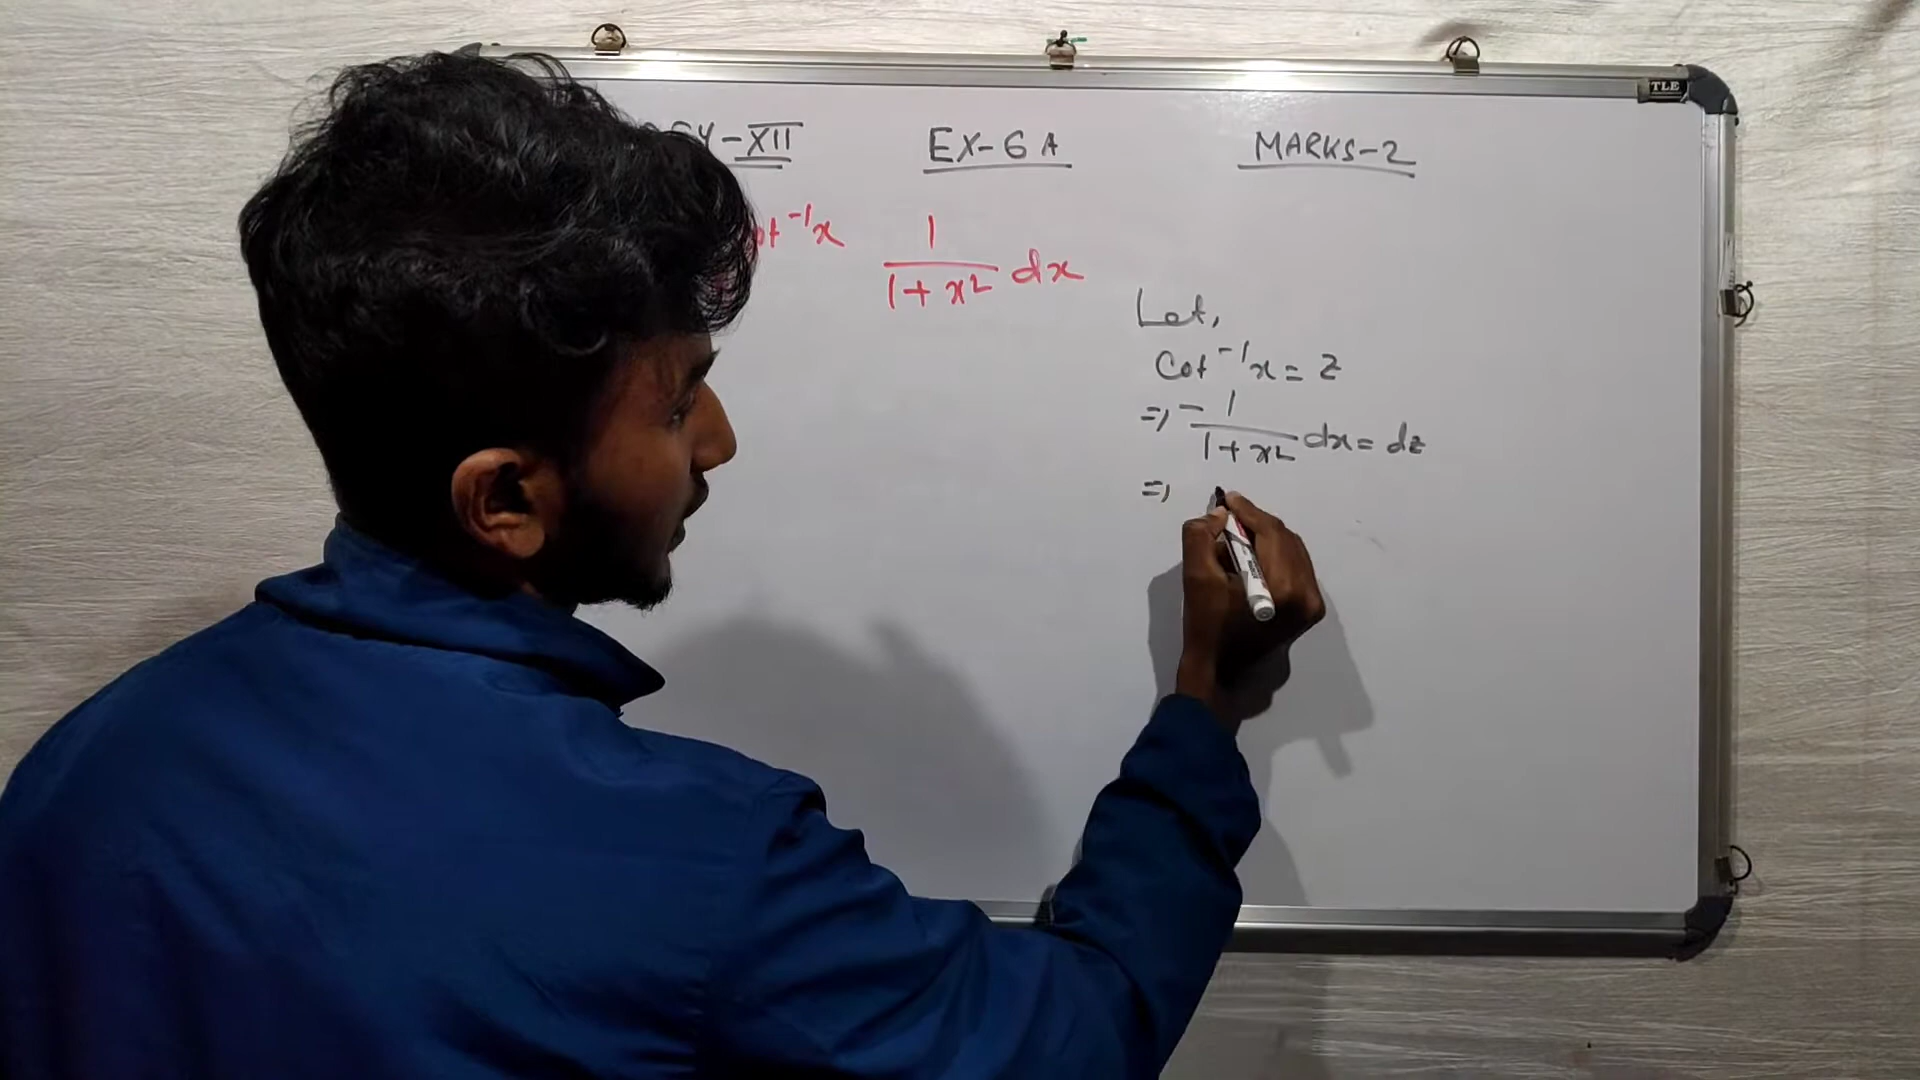 -XII EX-6A MARKS-2
TLE
ot⁻¹x 1/(1+x²) dx
Let,
Cot⁻¹x = z
⇒ -1/(1+x²) dx = dz
⇒